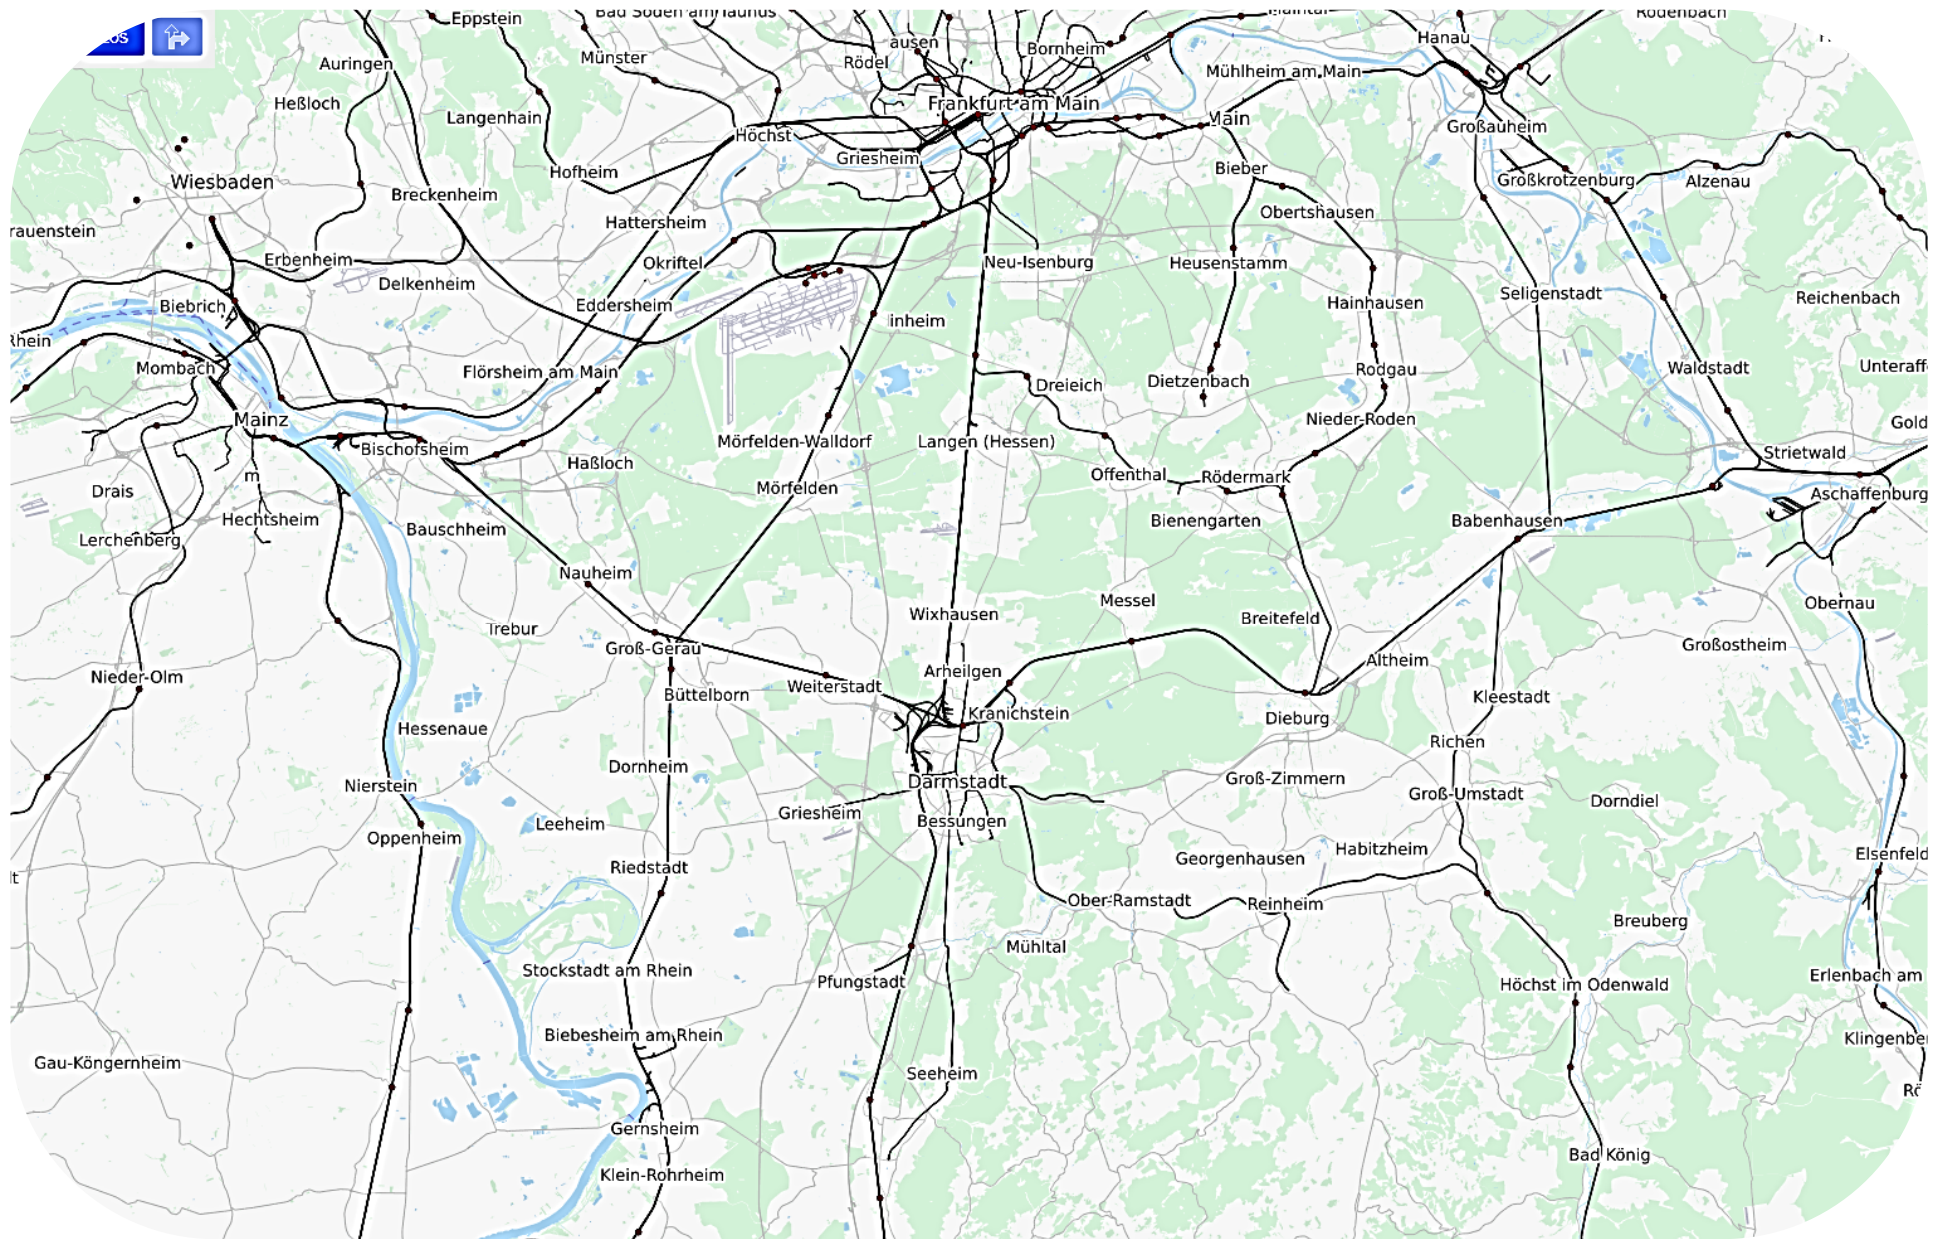 Eppstein
Bad Soden am Taunus
Maintal
Rodenbach
Auringen
Münster
ausen
Bornheim
Hanau
Rödel
Mühlheim am Main
Heßloch
Langenhain
Frankfurt am Main
Main
Höchst
Griesheim
Großauheim
Wiesbaden
Hofheim
Bieber
Großkrotzenburg
Alzenau
Breckenheim
Hattersheim
Obertshausen
rauenstein
Erbenheim
Okriftel
Neu-Isenburg
Heusenstamm
Delkenheim
Seligenstadt
Reichenbach
Biebrich
Eddersheim
Hainhausen
inheim
Rhein
Mombach
Flörsheim am Main
Dreieich
Dietzenbach
Rodgau
Waldstadt
Unteraff
Mainz
Nieder-Roden
Gold
Bischofsheim
Mörfelden-Walldorf
Langen (Hessen)
Strietwald
Haßloch
m
Offenthal
Rödermark
Drais
Mörfelden
Aschaffenburg
Hechtsheim
Bauschheim
Bienengarten
Babenhausen
Lerchenberg
Nauheim
Messel
Obernau
Wixhausen
Breitefeld
Trebur
Groß-Gerau
Großostheim
Altheim
Nieder-Olm
Arheilgen
Büttelborn
Weiterstadt
Kleestadt
Kranichstein
Dieburg
Hessenaue
Richen
Dornheim
Darmstadt
Groß-Zimmern
Nierstein
Groß-Umstadt
Dorndiel
Griesheim
Bessungen
Leeheim
Oppenheim
Habitzheim
Georgenhausen
Elsenfeld
Riedstadt
lt
Ober-Ramstadt
Reinheim
Breuberg
Mühltal
Stockstadt am Rhein
Pfungstadt
Höchst im Odenwald
Erlenbach am
Biebesheim am Rhein
Klingenbe
Gau-Köngernheim
Seeheim
Rö
Gernsheim
Bad König
Klein-Rohrheim